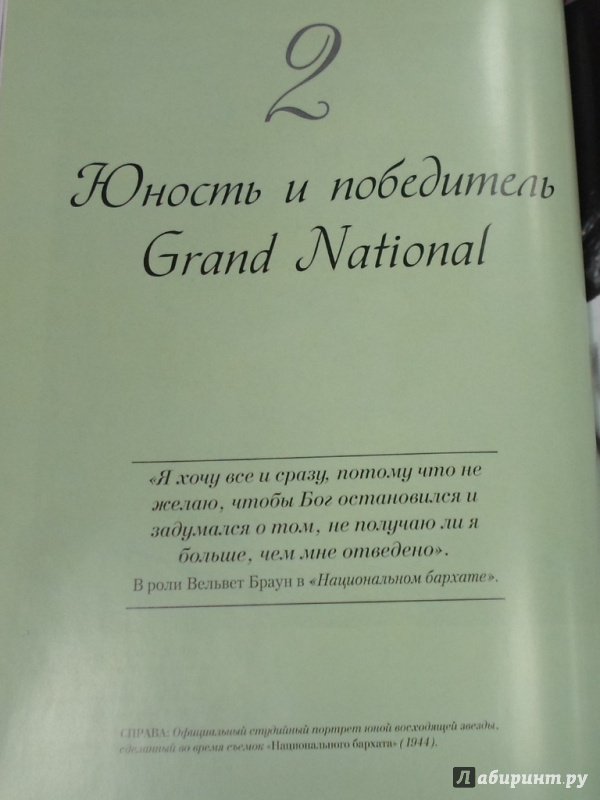 2
Юность и победитель
Grand National
«Я хочу все и сразу, потому что не
желаю, чтобы Бог остановился и
задумался о том, не получаю ли я
больше, чем мне отведено».
В роли Вельвет Браун в «Национальном бархате».
СПРАВА: Официальный студийный портрет юной восходящей звезды,
сделанный во время съемок «Национального бархата» (1944).
Лабиринт.ру